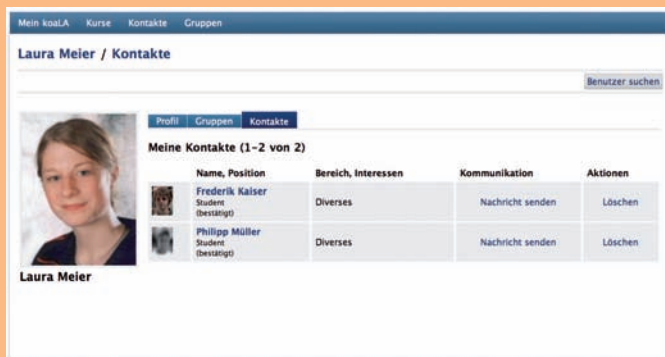 Mein koaLA Kurse Kontakte Gruppen
Laura Meier / Kontakte
Benutzer suchen
Profil Gruppen Kontakte
Meine Kontakte (1-2 von 2)
Name, Position Bereich, Interessen Kommunikation Aktionen
Frederik Kaiser
Student
(bestätigt)
Diverses Nachricht senden Löschen
Philipp Müller
Student
(bestätigt)
Diverses Nachricht senden Löschen
Laura Meier